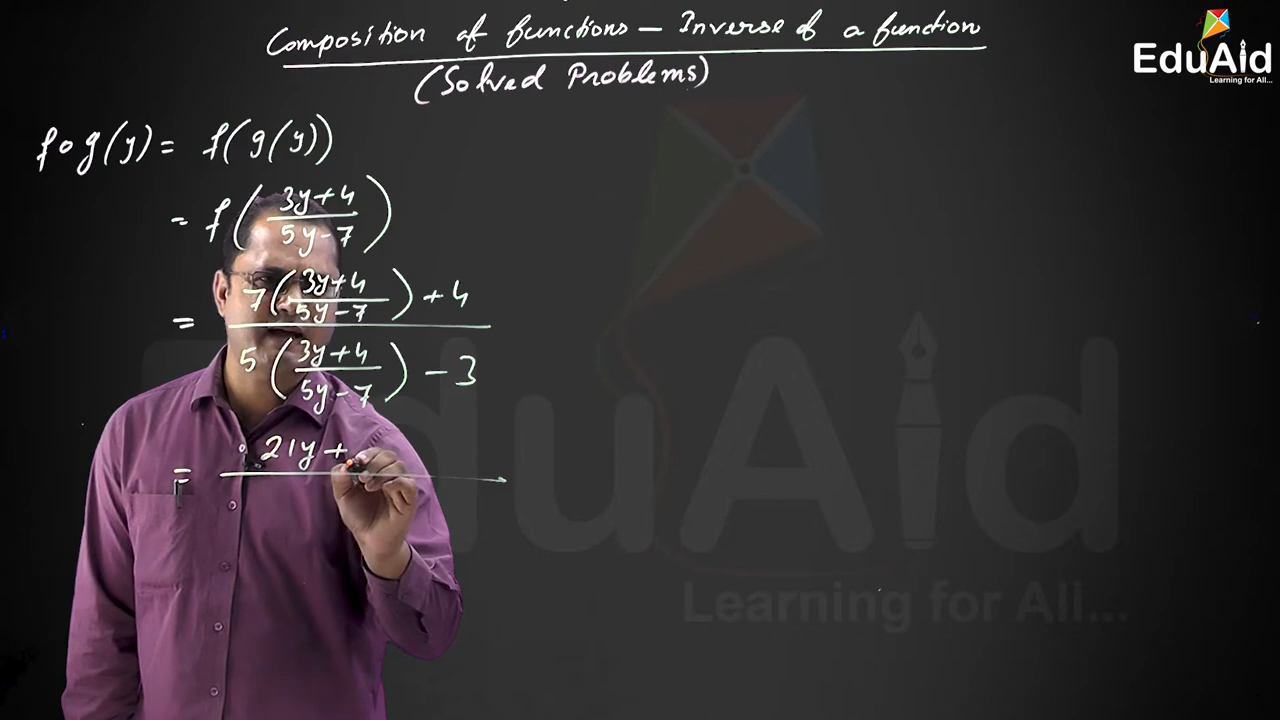 Composition of functions – Inverse of a function
(Solved Problems)
EduAid
Learning for All...
fog(y) = f(g(y))
= f((3y+4)/(5y-7))
= (7((3y+4)/(5y-7)) + 4)/(5((3y+4)/(5y-7)) - 3)
= 21y +
EduAid
Learning for All...